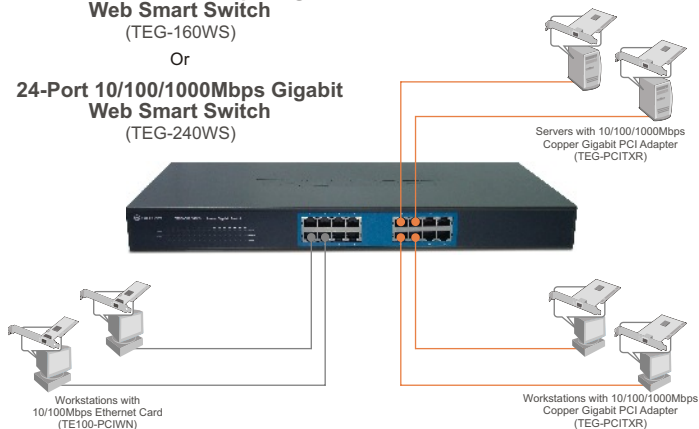 Web Smart Switch
(TEG-160WS)
Or
24-Port 10/100/1000Mbps Gigabit
Web Smart Switch
(TEG-240WS)
Servers with 10/100/1000Mbps
Copper Gigabit PCI Adapter
(TEG-PCITXR)
Workstations with
10/100Mbps Ethernet Card
(TE100-PCIWN)
Workstations with 10/100/1000Mbps
Copper Gigabit PCI Adapter
(TEG-PCITXR)